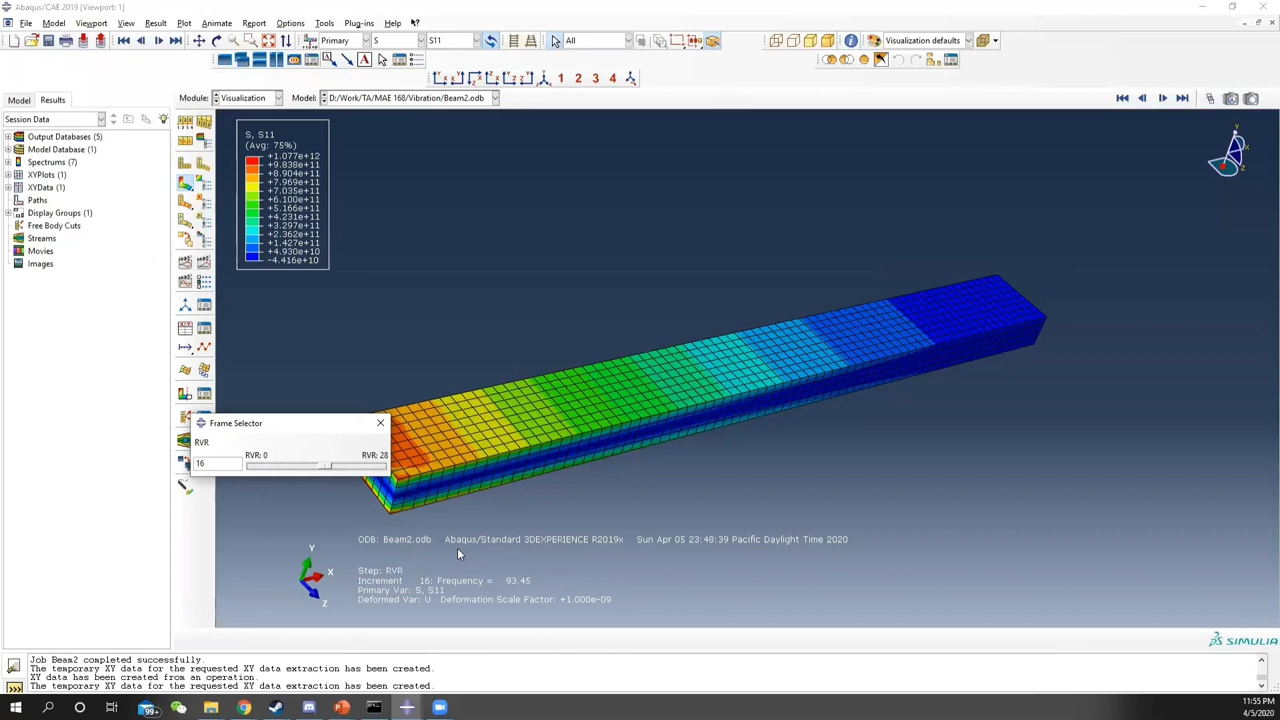 Abaqus/CAE 2019 [Viewport: 1]
File Model Viewport View Result Plot Animate Report Options Tools Plug-ins Help
Primary S S11 All Visualization defaults
1 2 3 4
Model Results Module: Visualization Model: D:/Work/TA/MAE 168/Vibration/Beam2.odb
Session Data
Output Databases (5)
Model Database (1)
Spectrums (7)
XYPlots (1)
XYData (1)
Paths
Display Groups (1)
Free Body Cuts
Streams
Movies
Images
S, S11
(Avg: 75%)
+1.077e+12
+9.838e+11
+8.904e+11
+7.969e+11
+7.035e+11
+6.100e+11
+5.166e+11
+4.231e+11
+3.297e+11
+2.362e+11
+1.427e+11
+4.930e+10
-4.416e+10
Y
X
Z
Frame Selector
RVR
RVR: 0 RVR: 28
16
ODB: Beam2.odb Abaqus/Standard 3DEXPERIENCE R2019x Sun Apr 05 23:48:39 Pacific Daylight Time 2020
Y
X
Z
Step: RVR
Increment 16: Frequency = 93.45
Primary Var: S, S11
Deformed Var: U Deformation Scale Factor: +1.000e-09
SIMULIA
Job Beam2 completed successfully.
The temporary XY data for the requested XY data extraction has been created.
XY data has been created from an operation.
The temporary XY data for the requested XY data extraction has been created.
>>>
99+
11:55 PM
4/5/2020